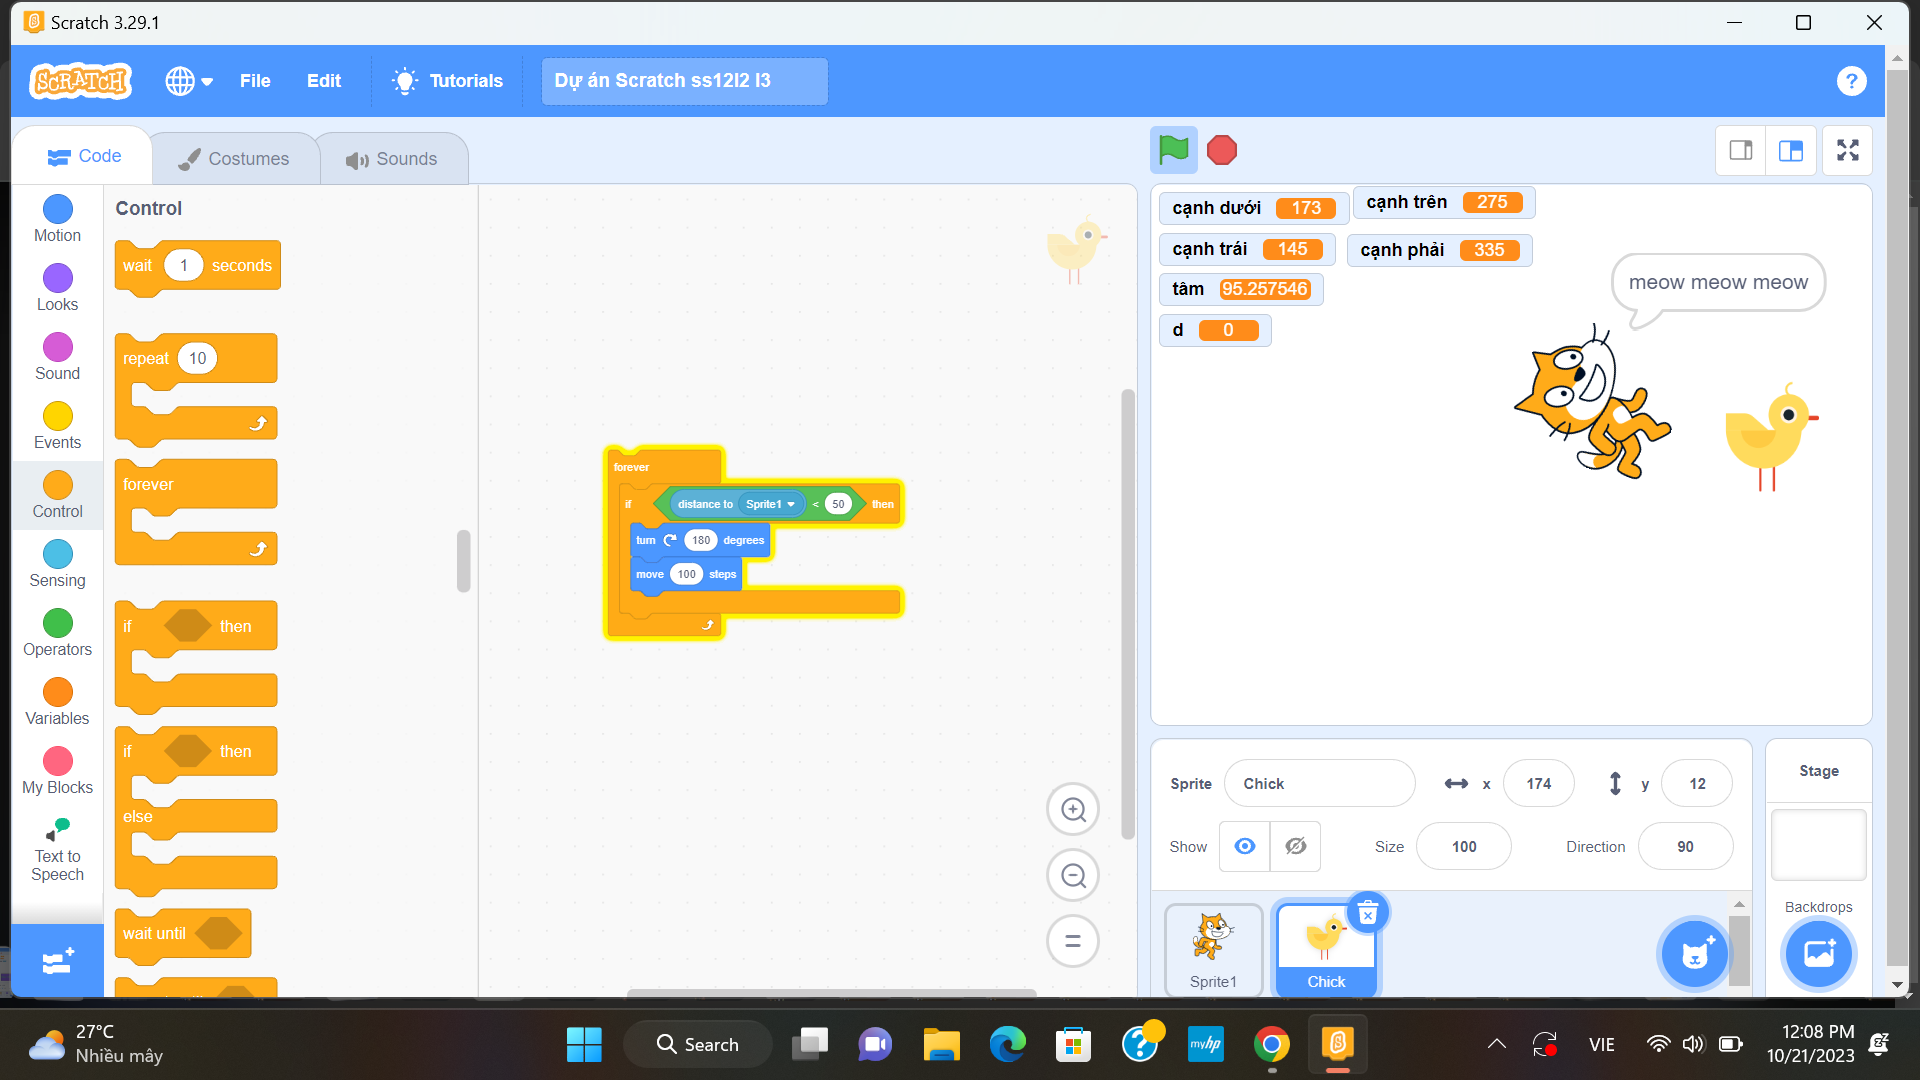 Scratch 3.29.1
SCRATCH
File
Edit
Tutorials
Dự án Scratch ss12l2 l3
?
Code
Costumes
Sounds
Motion
Looks
Sound
Events
Control
Sensing
Operators
Variables
My Blocks
Text to
Speech
Control
wait 1 seconds
repeat 10
forever
if then
if then
else
wait until
forever
if distance to Sprite1 < 50 then
turn 180 degrees
move 100 steps
cạnh dưới 173
cạnh trên 275
cạnh trái 145
cạnh phải 335
tâm 95.257546
d 0
meow meow meow
Sprite Chick x 174 y 12
Show Size 100 Direction 90
Sprite1
Chick
Stage
Backdrops
27°C
Nhiều mây
Search
myhp
VIE
12:08 PM
10/21/2023